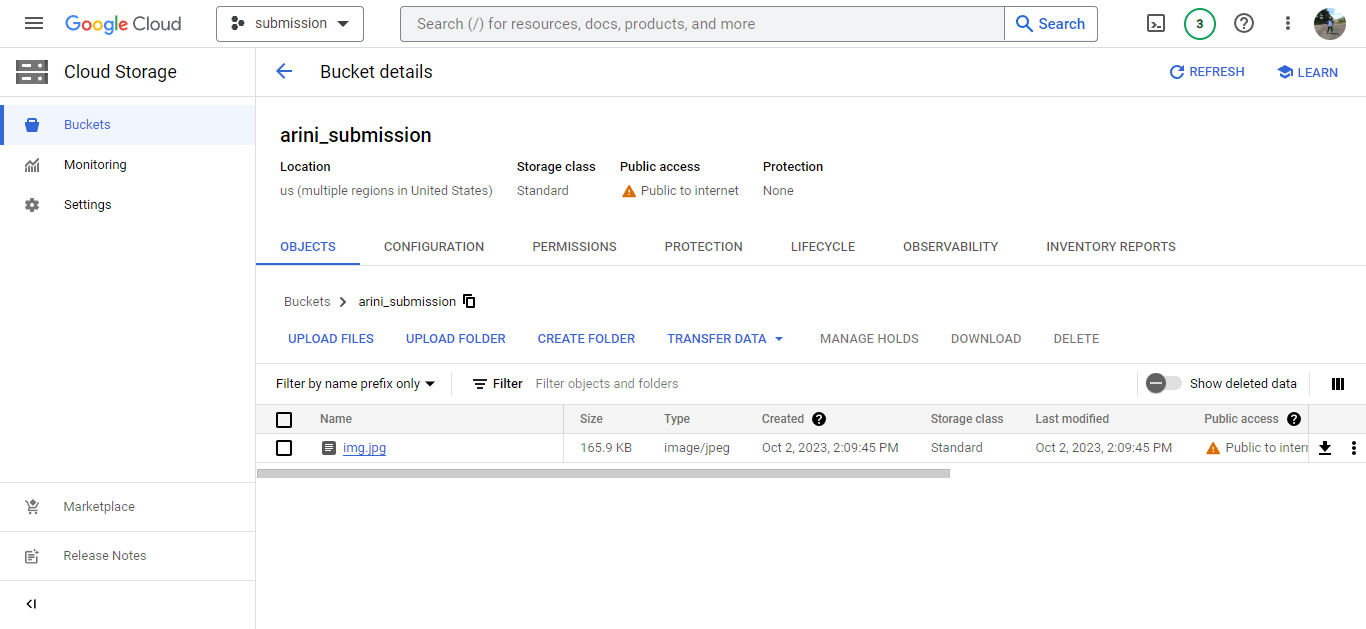 Google Cloud
submission
Search (/) for resources, docs, products, and more
Search
3
Cloud Storage
Bucket details
REFRESH
LEARN
Buckets
Monitoring
Settings
Marketplace
Release Notes
arini_submission
Location
Storage class
Public access
Protection
us (multiple regions in United States)
Standard
Public to internet
None
OBJECTS
CONFIGURATION
PERMISSIONS
PROTECTION
LIFECYCLE
OBSERVABILITY
INVENTORY REPORTS
Buckets
arini_submission
UPLOAD FILES
UPLOAD FOLDER
CREATE FOLDER
TRANSFER DATA
MANAGE HOLDS
DOWNLOAD
DELETE
Filter by name prefix only
Filter
Filter objects and folders
Show deleted data
Name
Size
Type
Created
Storage class
Last modified
Public access
img.jpg
165.9 KB
image/jpeg
Oct 2, 2023, 2:09:45 PM
Standard
Oct 2, 2023, 2:09:45 PM
Public to inter